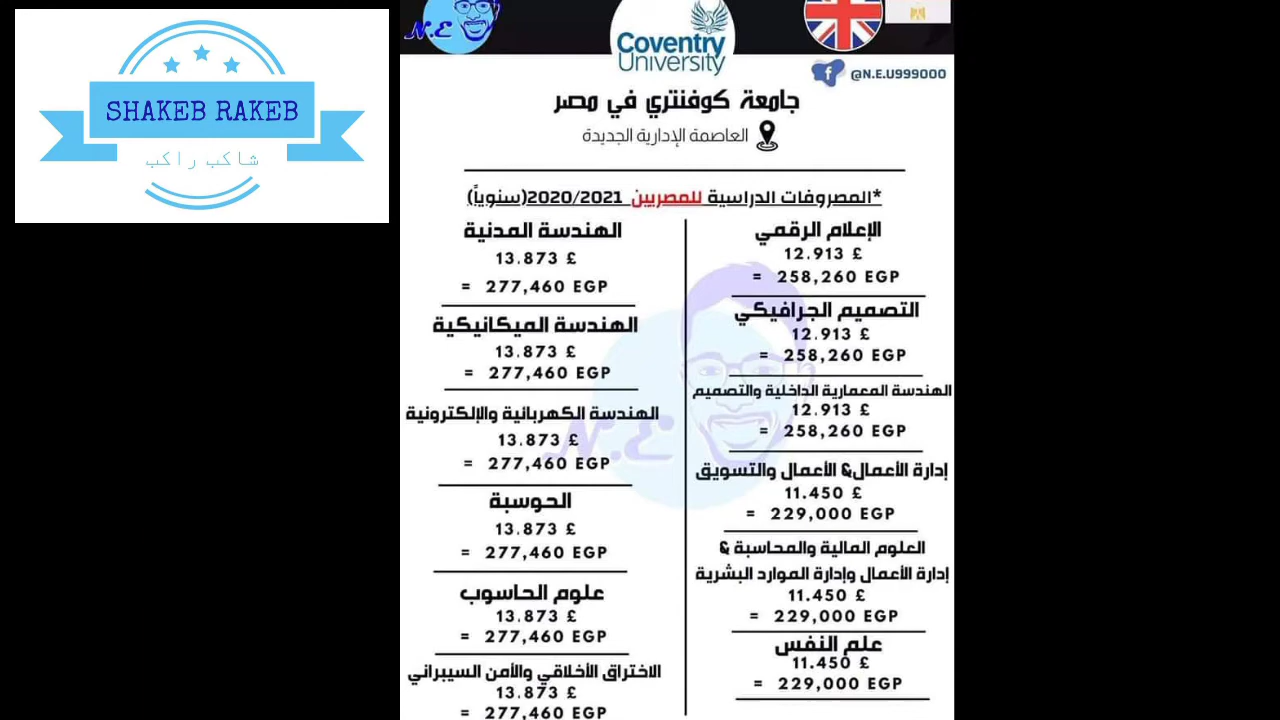 SHAKEB RAKEB
شاكب راكب
N.E
Coventry
University
@N.E.U999000
جامعة كوفنتري في مصر
العاصمة الإدارية الجديدة
*المصروفات الدراسية للمصريين 2020/2021(سنوياً)
الإعلام الرقمي
12.913 £
= 258,260 EGP
التصميم الجرافيكي
12.913 £
= 258,260 EGP
الهندسة المعمارية الداخلية والتصميم
12.913 £
= 258,260 EGP
إدارة الأعمال& الأعمال والتسويق
11.450 £
= 229,000 EGP
العلوم المالية والمحاسبة &
إدارة الأعمال وإدارة الموارد البشرية
11.450 £
= 229,000 EGP
علم النفس
11.450 £
= 229,000 EGP
الهندسة المدنية
13.873 £
= 277,460 EGP
الهندسة الميكانيكية
13.873 £
= 277,460 EGP
الهندسة الكهربائية والإلكترونية
13.873 £
= 277,460 EGP
الحوسبة
13.873 £
= 277,460 EGP
علوم الحاسوب
13.873 £
= 277,460 EGP
الاختراق الأخلاقي والأمن السيبراني
13.873 £
= 277,460 EGP
N.E